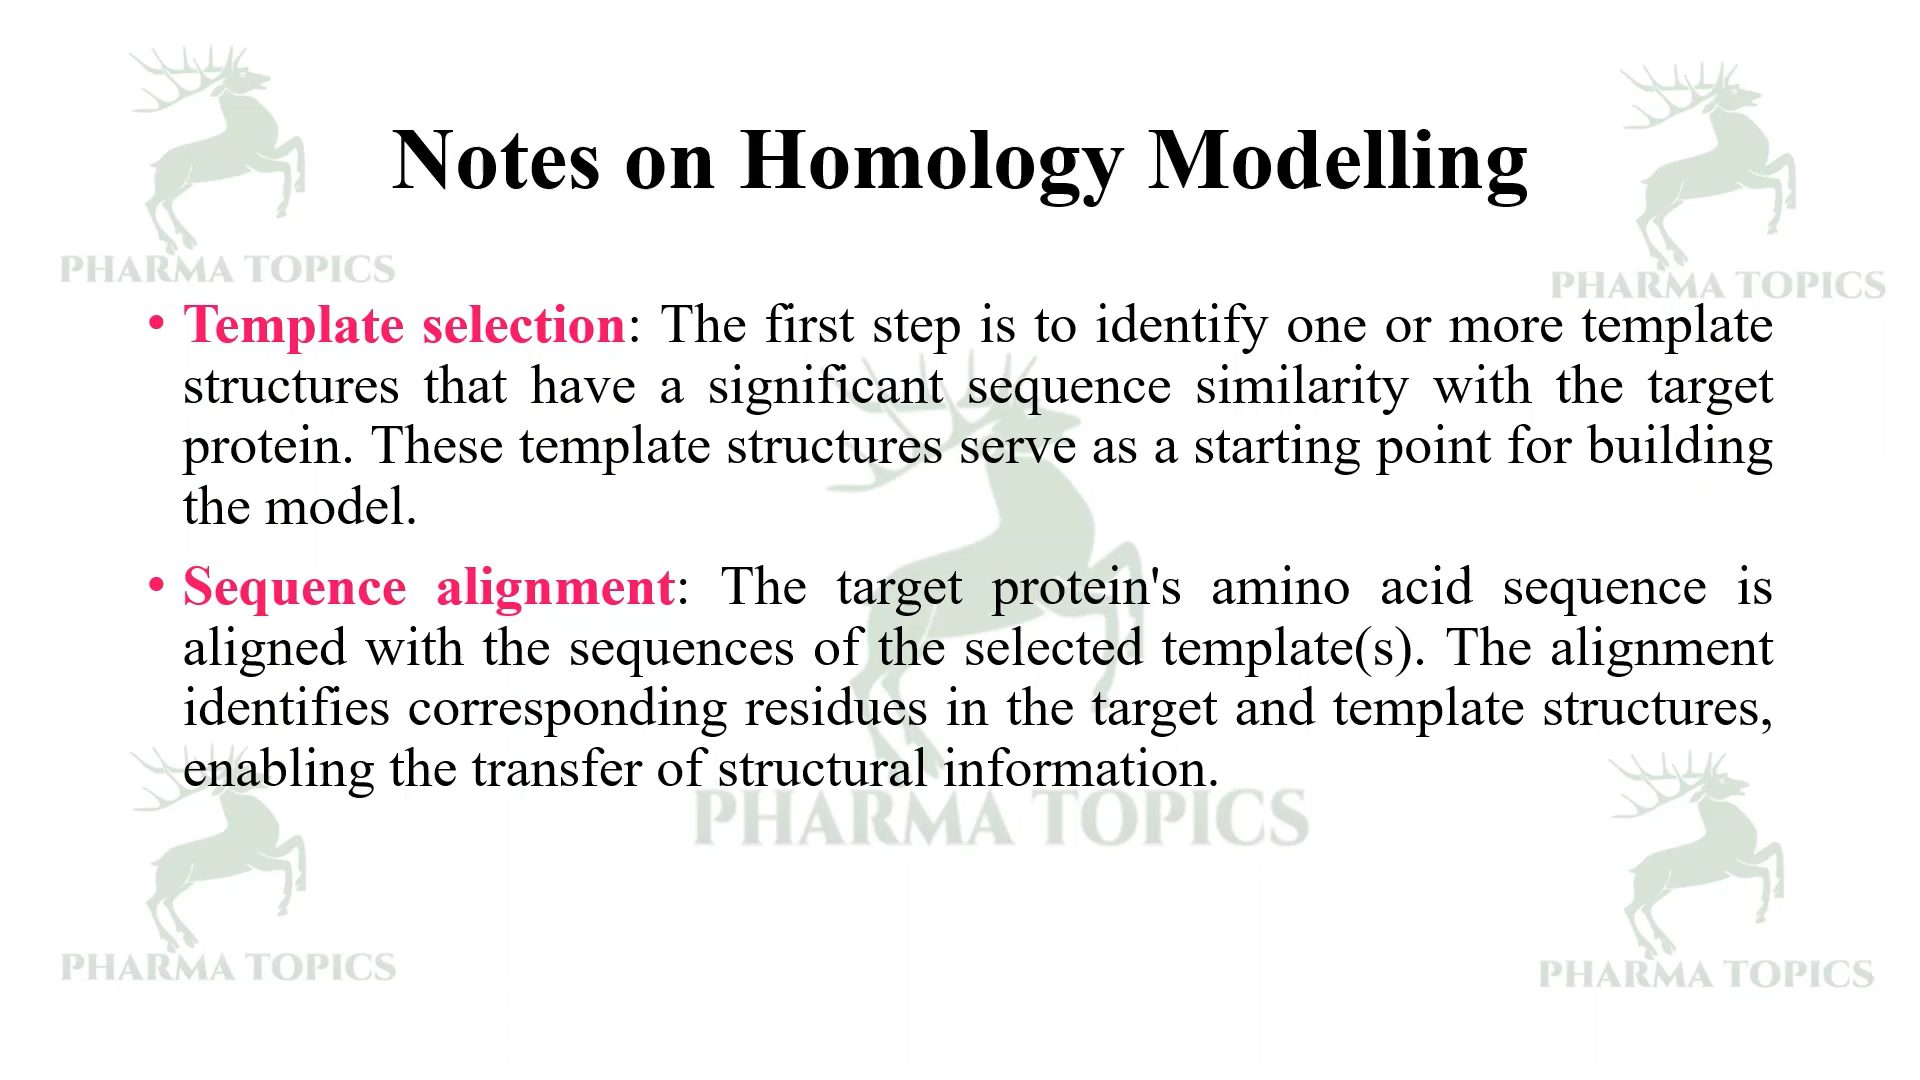 Notes on Homology Modelling
PHARMA TOPICS
PHARMA TOPICS
• Template selection: The first step is to identify one or more template
structures that have a significant sequence similarity with the target
protein. These template structures serve as a starting point for building
the model.
• Sequence alignment: The target protein's amino acid sequence is
aligned with the sequences of the selected template(s). The alignment
identifies corresponding residues in the target and template structures,
enabling the transfer of structural information.
PHARMA TOPICS
PHARMA TOPICS
PHARMA TOPICS